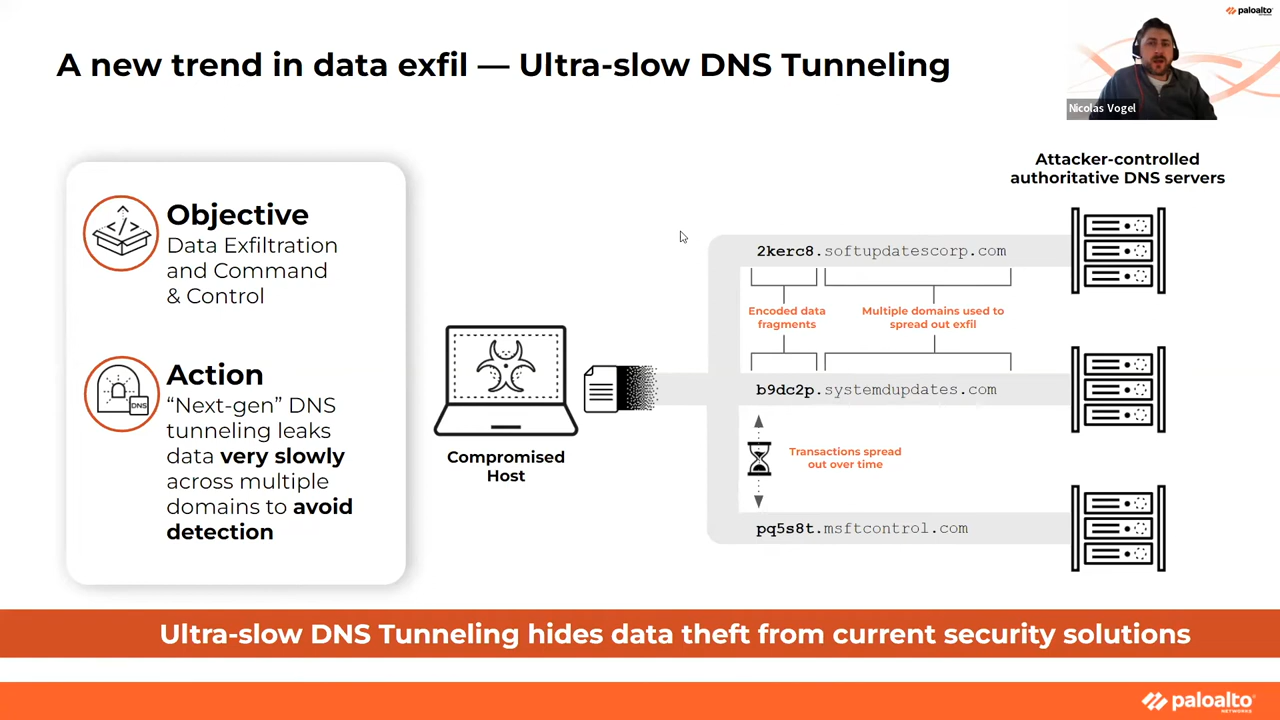 paloalto
NETWORKS
A new trend in data exfil — Ultra-slow DNS Tunneling
Nicolas Vogel
Objective
Data Exfiltration
and Command
& Control
Action
“Next-gen” DNS
tunneling leaks
data very slowly
across multiple
domains to avoid
detection
DNS
Compromised
Host
Attacker-controlled
authoritative DNS servers
2kerc8.softupdatescorp.com
Encoded data
fragments
Multiple domains used to
spread out exfil
b9dc2p.systemdupdates.com
Transactions spread
out over time
pq5s8t.msftcontrol.com
Ultra-slow DNS Tunneling hides data theft from current security solutions
paloalto
NETWORKS